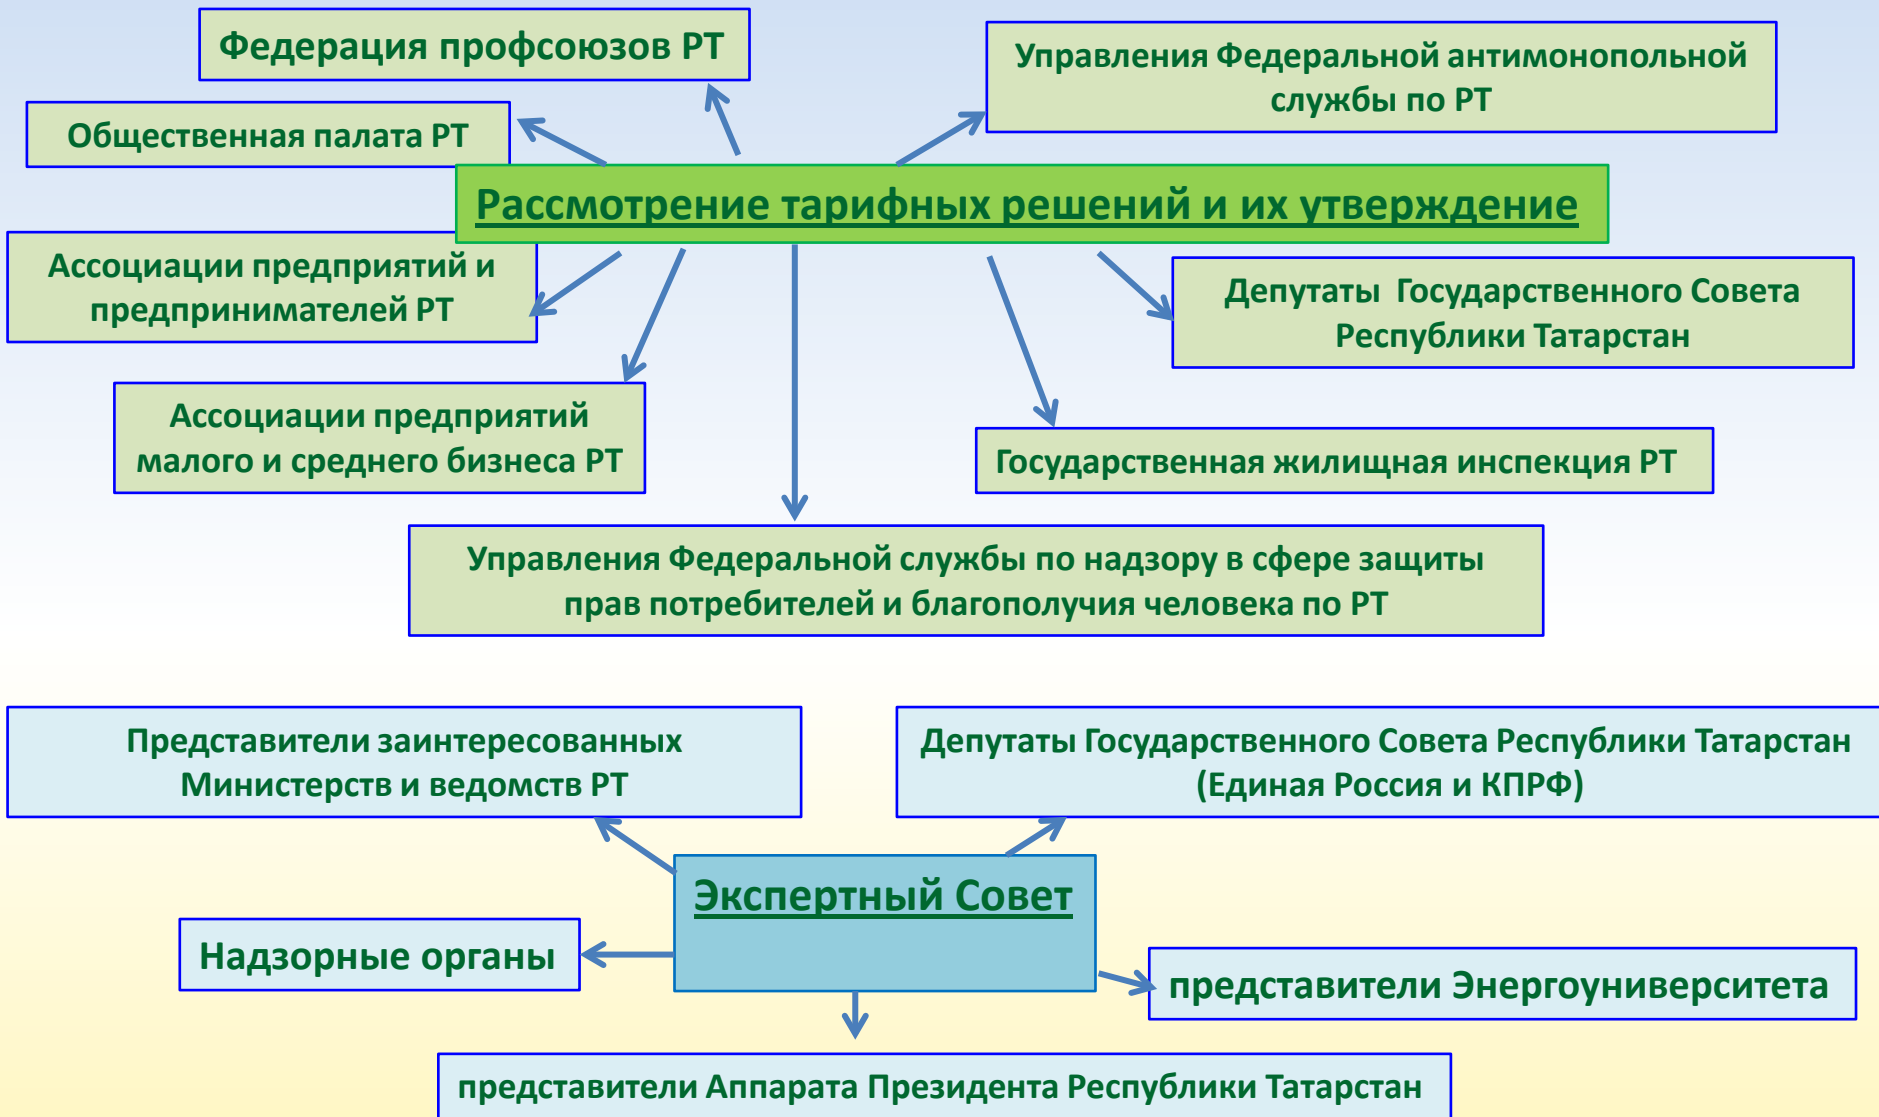 Федерация профсоюзов РТ
Управления Федеральной антимонопольной
службы по РТ
Общественная палата РТ
Рассмотрение тарифных решений и их утверждение
Ассоциации предприятий и
предпринимателей РТ
Депутаты Государственного Совета
Республики Татарстан
Ассоциации предприятий
малого и среднего бизнеса РТ
Государственная жилищная инспекция РТ
Управления Федеральной службы по надзору в сфере защиты
прав потребителей и благополучия человека по РТ
Представители заинтересованных
Министерств и ведомств РТ
Депутаты Государственного Совета Республики Татарстан
(Единая Россия и КПРФ)
Экспертный Совет
Надзорные органы
представители Энергоуниверситета
представители Аппарата Президента Республики Татарстан